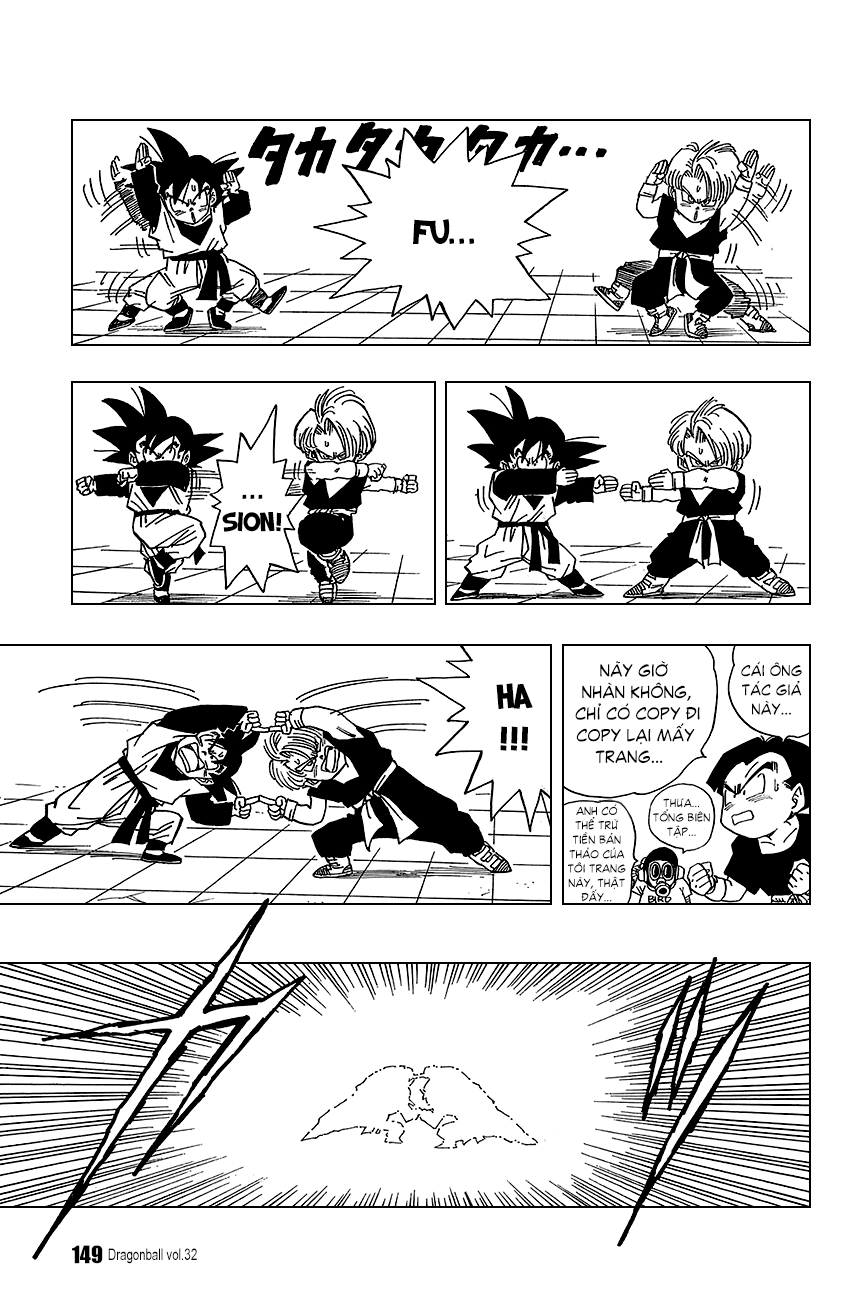 タカタカタカ…
FU...
...
SION!
HA
!!!
CÁI ÔNG
TÁC GIẢ
NÀY...
NÃY GIỜ
NHÀN KHÔNG,
CHỈ CÓ COPY ĐI
COPY LẠI MẤY
TRANG...
THƯA...
TỔNG BIÊN
TẬP...
ANH CÓ
THỂ TRỪ
TIỀN BẢN
THẢO CỦA
TÔI TRANG
NÀY, THẬT
ĐẤY...
BIRD
149 Dragonball vol.32